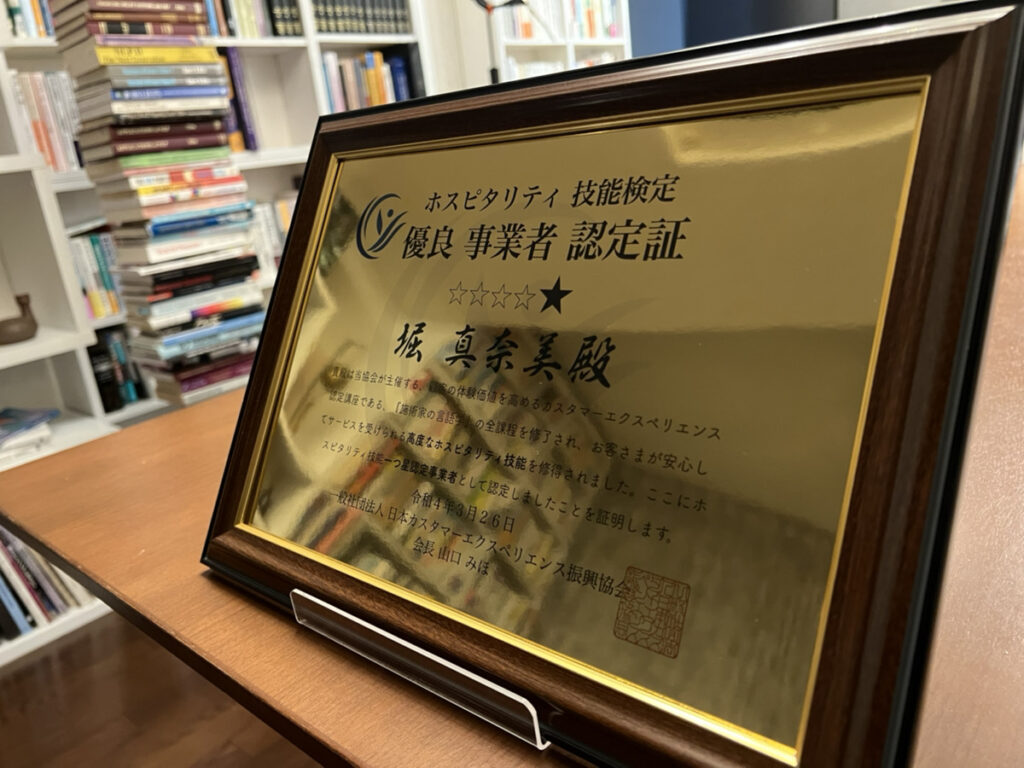 ホスピタリティ 技能検定
優良 事業者 認定証
☆☆☆☆★
堀 真奈美 殿
貴殿は当協会が主催する、顧客の体験価値を高めるカスタマーエクスペリエンス
認定講座である、『施術家の言語学』の全課程を修了され、お客さまが安心し
てサービスを受けられる高度なホスピタリティ技能を修得されました。ここにホ
スピタリティ技能一つ星認定事業者として認定しましたことを証明します。
令和4年3月26日
一般社団法人 日本カスタマーエクスペリエンス振興協会
会長 山口 みほ